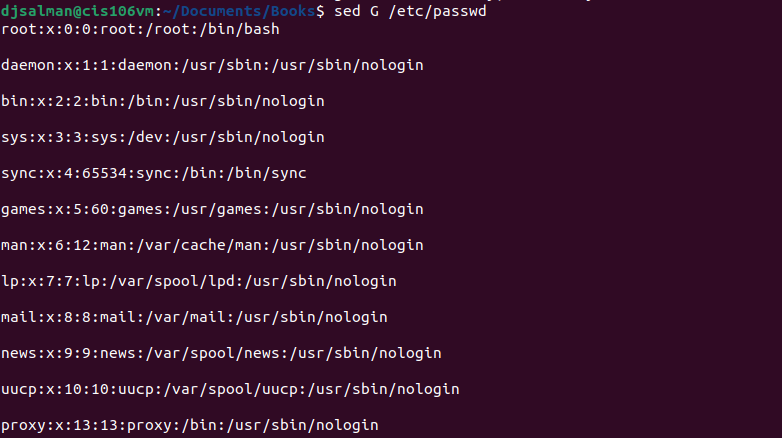 djsalman@cis106vm:~/Documents/Books$ sed G /etc/passwd
root:x:0:0:root:/root:/bin/bash
daemon:x:1:1:daemon:/usr/sbin:/usr/sbin/nologin
bin:x:2:2:bin:/bin:/usr/sbin/nologin
sys:x:3:3:sys:/dev:/usr/sbin/nologin
sync:x:4:65534:sync:/bin:/bin/sync
games:x:5:60:games:/usr/games:/usr/sbin/nologin
man:x:6:12:man:/var/cache/man:/usr/sbin/nologin
lp:x:7:7:lp:/var/spool/lpd:/usr/sbin/nologin
mail:x:8:8:mail:/var/mail:/usr/sbin/nologin
news:x:9:9:news:/var/spool/news:/usr/sbin/nologin
uucp:x:10:10:uucp:/var/spool/uucp:/usr/sbin/nologin
proxy:x:13:13:proxy:/bin:/usr/sbin/nologin